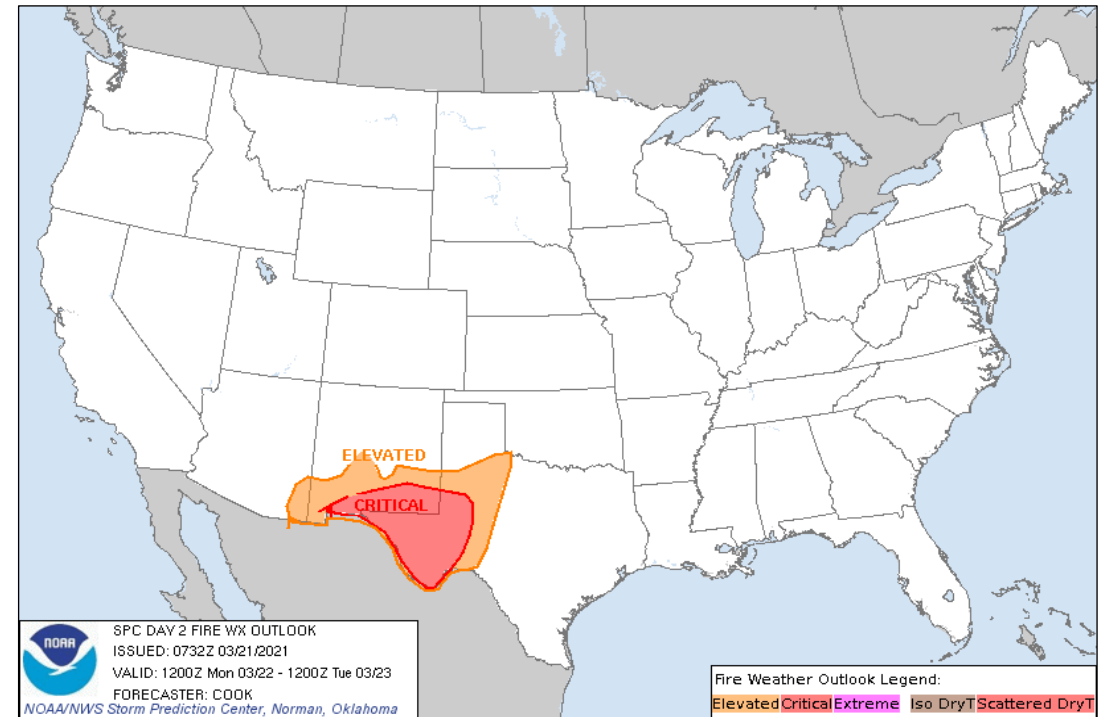 ELEVATED
CRITICAL
NOAA
SPC DAY 2 FIRE WX OUTLOOK
ISSUED: 0732Z 03/21/2021
VALID: 1200Z Mon 03/22 - 1200Z Tue 03/23
FORECASTER: COOK
NOAA/NWS Storm Prediction Center, Norman, Oklahoma
Fire Weather Outlook Legend:
Elevated Critical Extreme Iso DryT Scattered DryT